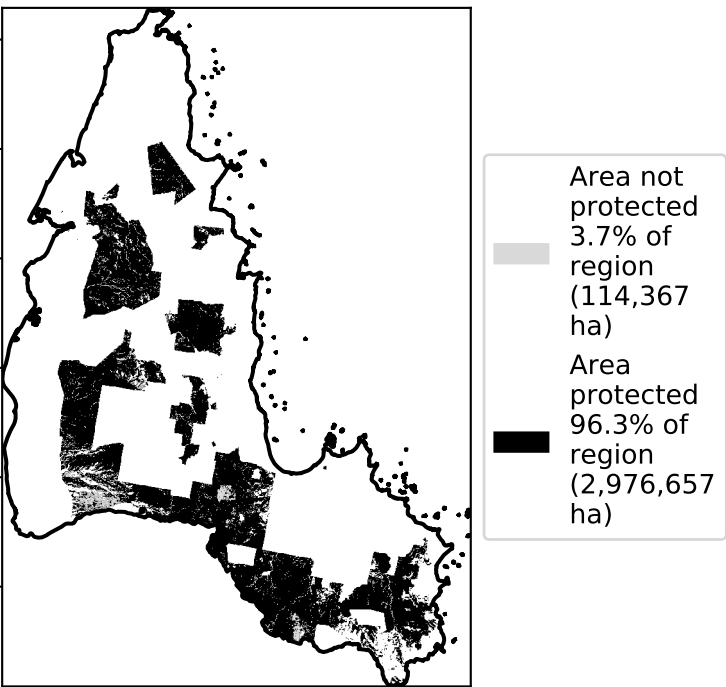 Area not
protected
3.7% of
region
(114,367
ha)
Area
protected
96.3% of
region
(2,976,657
ha)